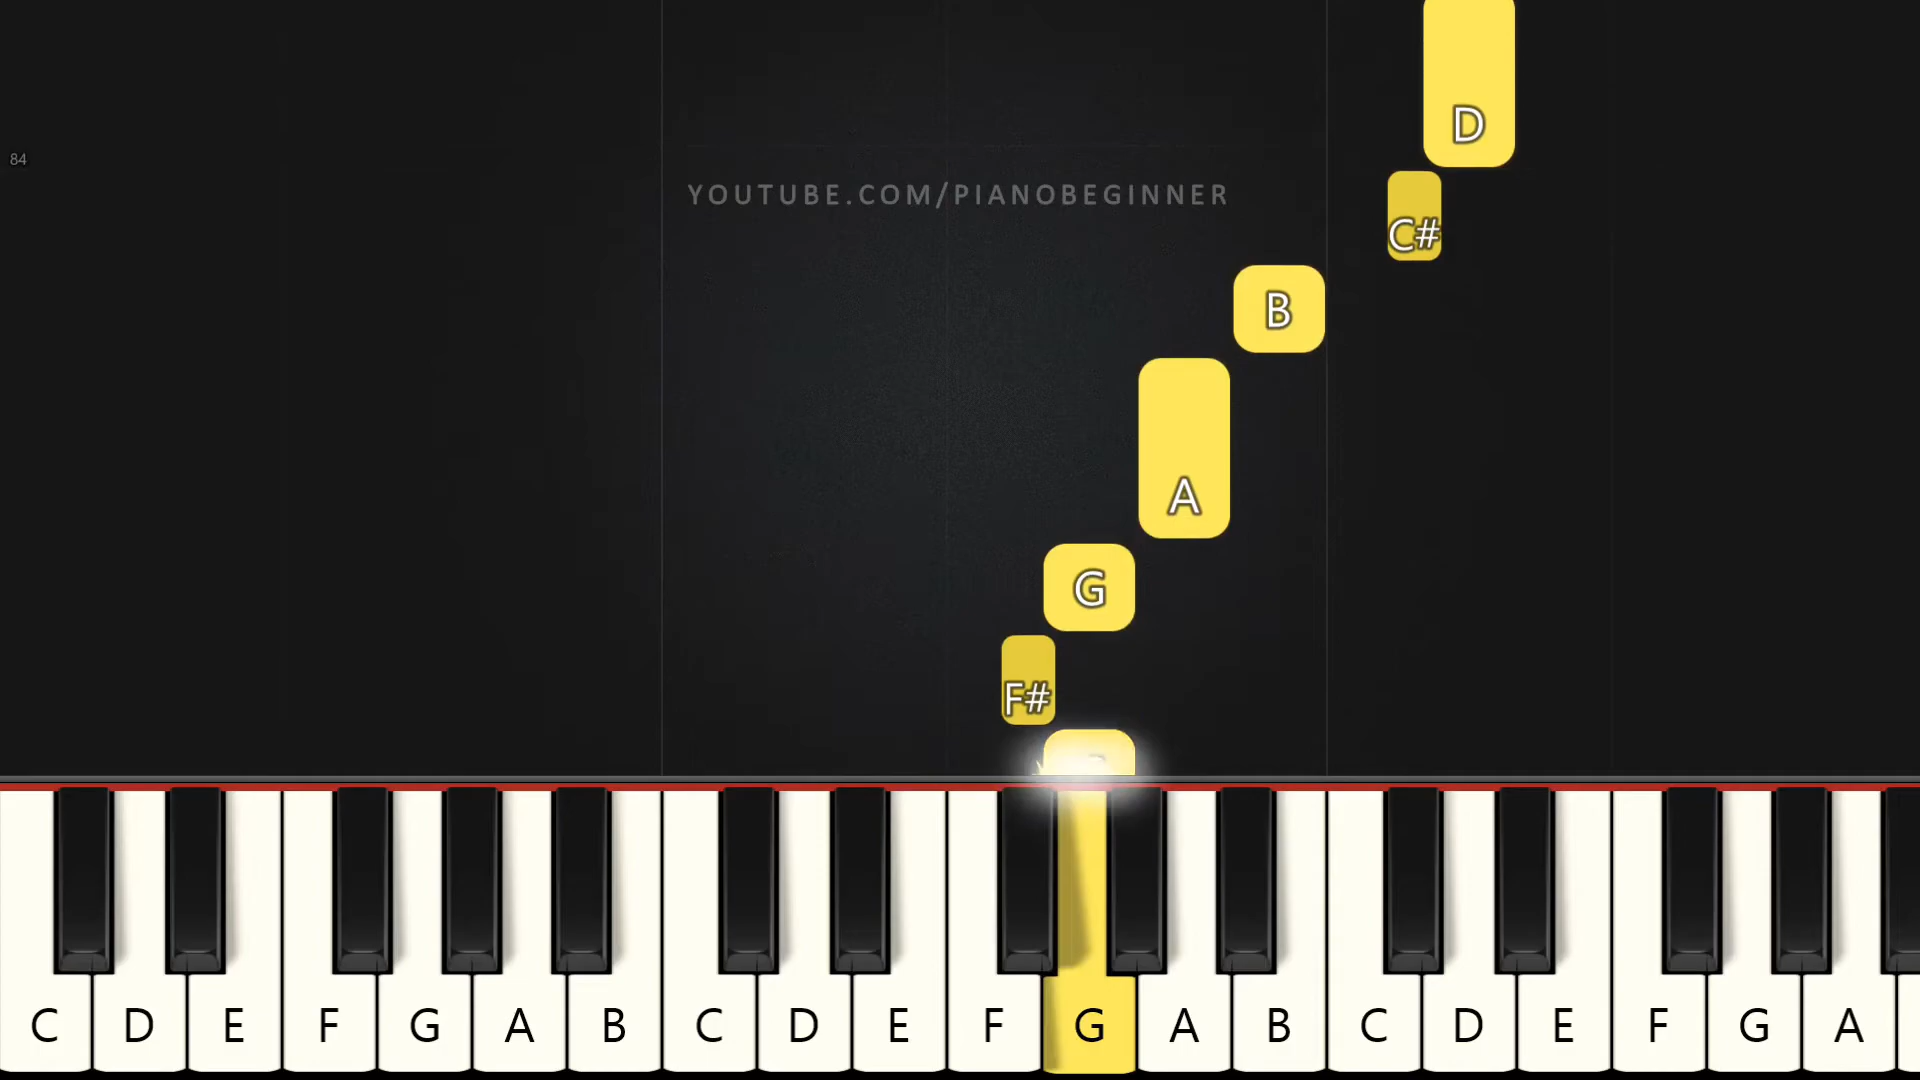 D
84
YOUTUBE.COM/PIANOBEGINNER
C#
B
A
G
F#
C D E F G A B C D E F G A B C D E F G A